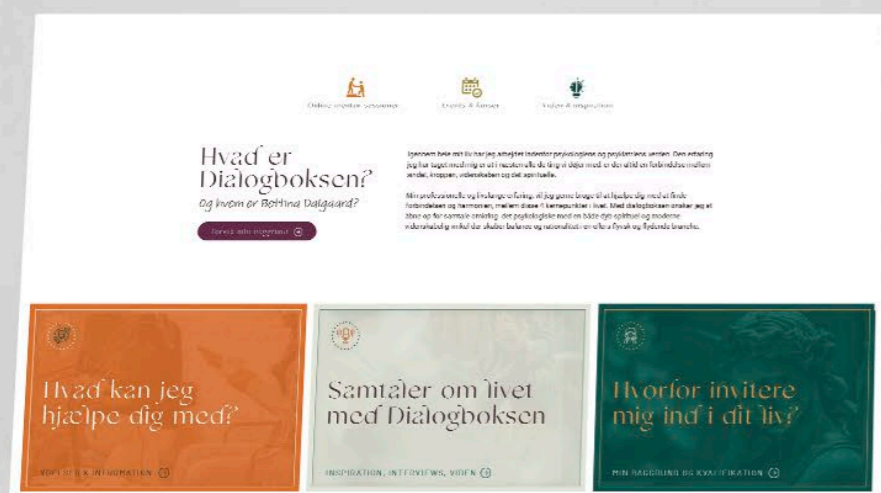 Online mentor sessioner
Events & kurser
Viden & inspiration
Hvad er
Dialogboksen?
Og hvem er Bettina Dalgaard?
Igennem hele mit liv har jeg arbejdet indenfor psykologiens og psykiatriens verden. Den erfaring
jeg har taget med mig er at i næsten alle de ting vi døjer med, er der altid en forbindelse mellem
sindet, kroppen, videnskaben og det spirituelle.
Min professionelle og livslange erfaring, vil jeg gerne bruge til at hjælpe dig med at finde
forbindelsen og harmonien, mellem disse 4 kernepunkter i livet. Med dialogboksen ønsker jeg at
åbne op for samtale omkring det psykologiske med en både dyb spirituel og moderne
videnskabelig vinkel der skaber balance og rationalitet i en ellers flyvsk og flydende branche.
Hvad kan jeg
hjælpe dig med?
YDELSER & INFORMATION
Samtaler om livet
med Dialogboksen
INSPIRATION, INTERVIEWS, VIDEN
Hvorfor invitere
mig ind i dit liv?
MIN BAGGRUND OG KVALIFIKATION